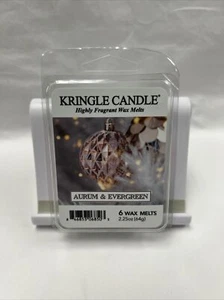 KRINGLE CANDLE®
Highly Fragrant Wax Melts
AURUM & EVERGREEN
6 WAX MELTS
2.25oz (64g)